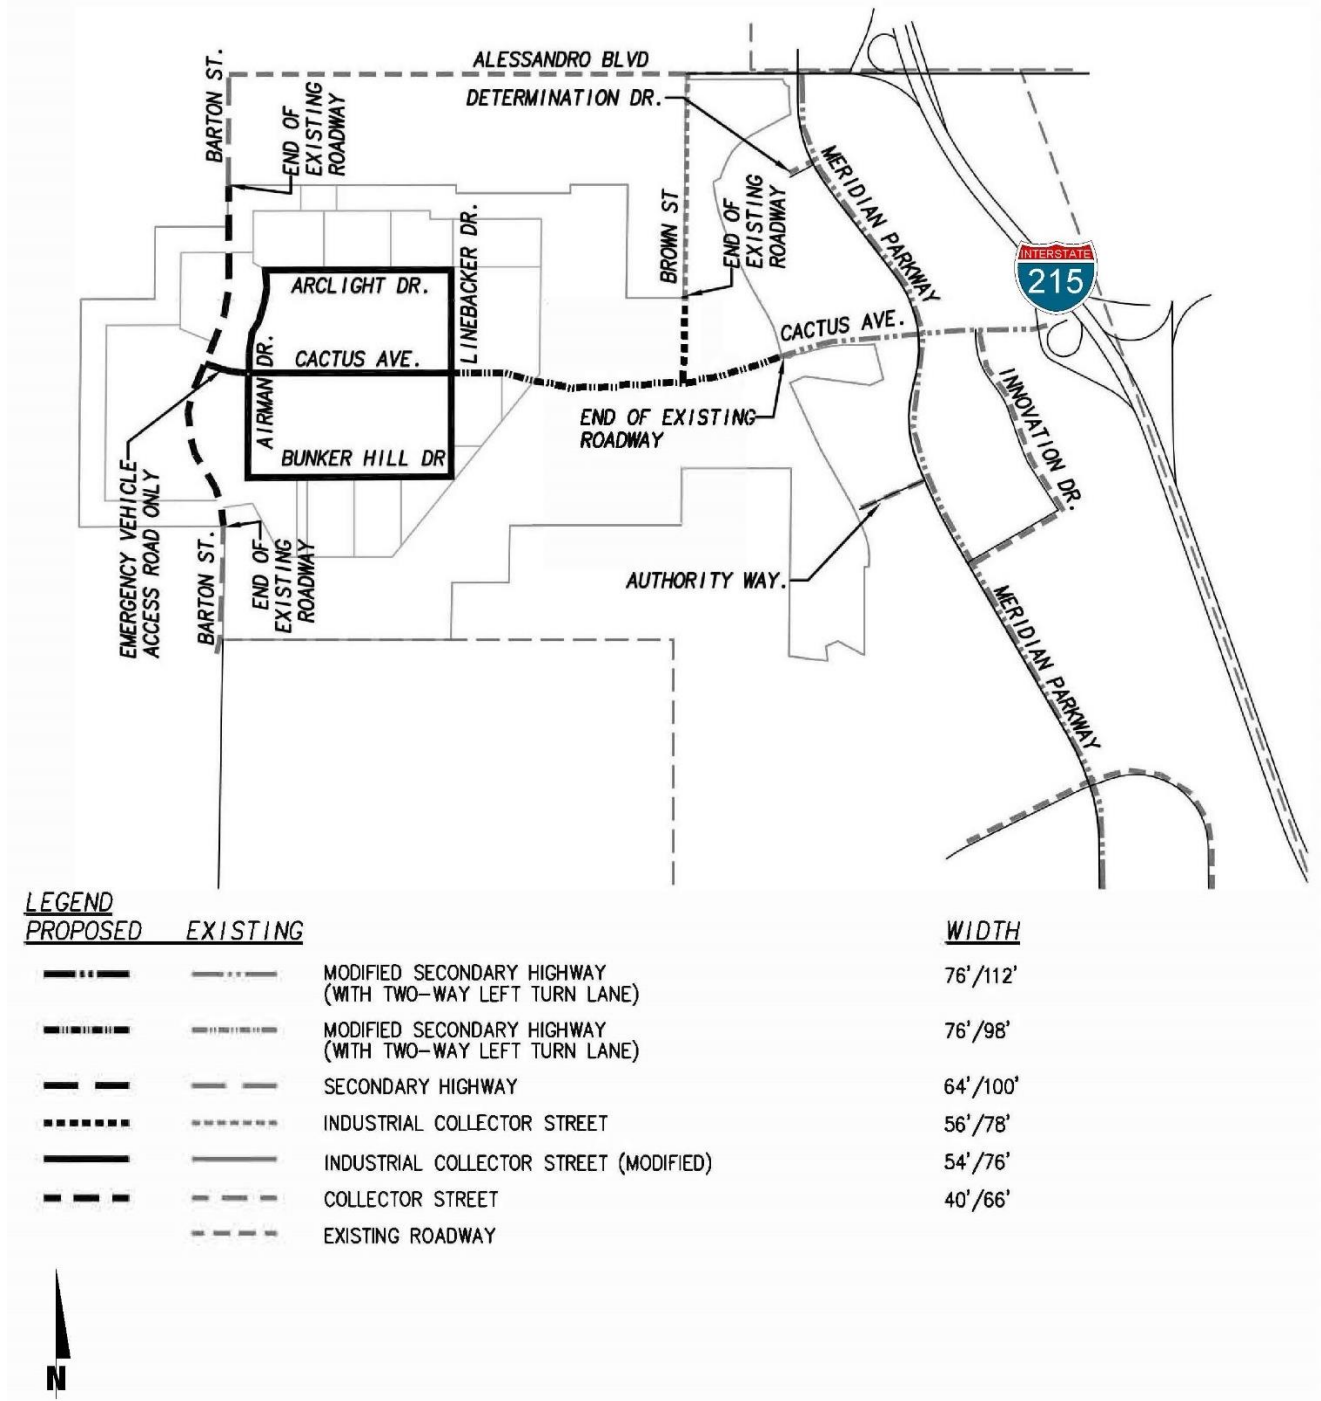 ALESSANDRO BLVD
DETERMINATION DR.
BARTON ST.
END OF
EXISTING
ROADWAY
MERIDIAN PARKWAY
BROWN ST
END OF
EXISTING
ROADWAY
LINEBACKER DR.
INTERSTATE
215
ARCLIGHT DR.
CACTUS AVE.
CACTUS AVE.
AIRMAN DR.
INNOVATION DR.
END OF EXISTING
ROADWAY
BUNKER HILL DR
EMERGENCY VEHICLE
ACCESS ROAD ONLY
BARTON ST.
END OF
EXISTING
ROADWAY
AUTHORITY WAY.
MERIDIAN PARKWAY
LEGEND
PROPOSED EXISTING WIDTH
MODIFIED SECONDARY HIGHWAY 76'/112'
(WITH TWO-WAY LEFT TURN LANE)
MODIFIED SECONDARY HIGHWAY 76'/98'
(WITH TWO-WAY LEFT TURN LANE)
SECONDARY HIGHWAY 64'/100'
INDUSTRIAL COLLECTOR STREET 56'/78'
INDUSTRIAL COLLECTOR STREET (MODIFIED) 54'/76'
COLLECTOR STREET 40'/66'
EXISTING ROADWAY
N